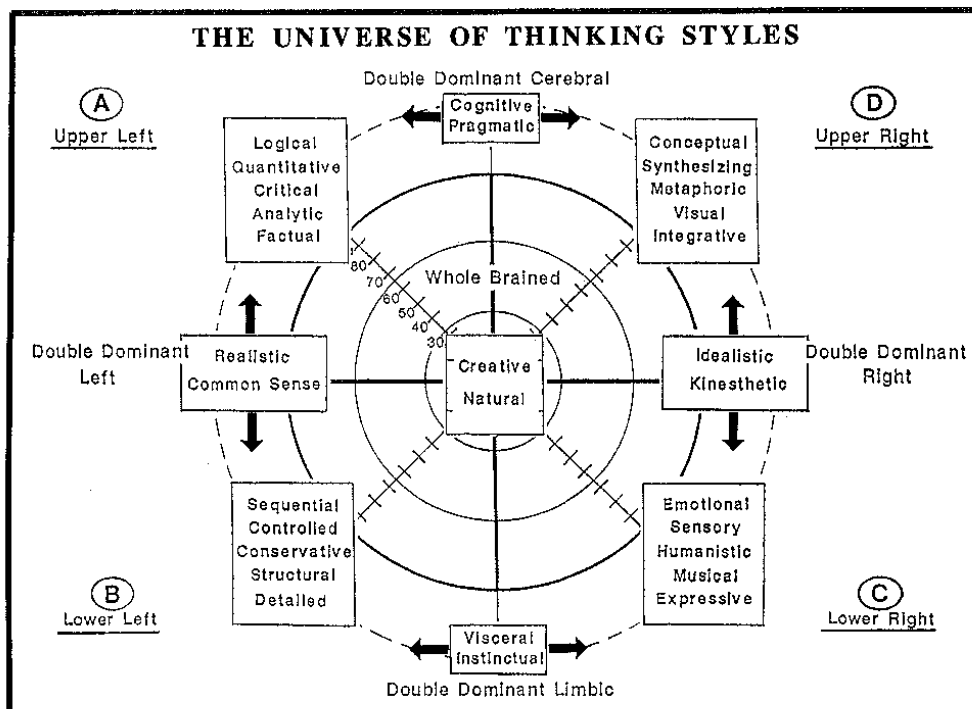 THE UNIVERSE OF THINKING STYLES
Double Dominant Cerebral
A
Upper Left
Cognitive
Pragmatic
D
Upper Right
Logical
Quantitative
Critical
Analytic
Factual
Conceptual
Synthesizing
Metaphoric
Visual
Integrative
80
70
60
50
40
30
Whole Brained
Double Dominant
Left
Realistic
Common Sense
Creative
Natural
Idealistic
Kinesthetic
Double Dominant
Right
Sequential
Controlled
Conservative
Structural
Detailed
Emotional
Sensory
Humanistic
Musical
Expressive
B
Lower Left
C
Lower Right
Visceral
Instinctual
Double Dominant Limbic